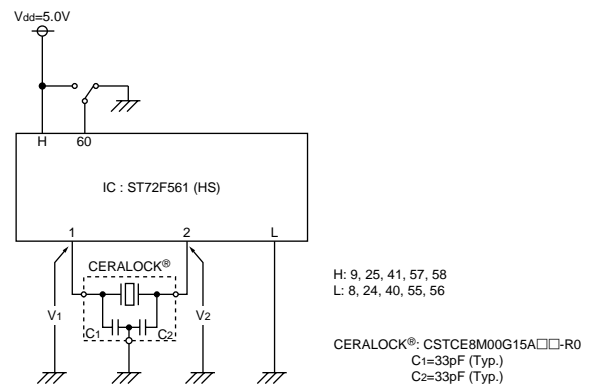 Vdd=5.0V
H 60
IC : ST72F561 (HS)
1 2 L
CERALOCK®
V1 C1 C2 V2
H: 9, 25, 41, 57, 58
L: 8, 24, 40, 55, 56
CERALOCK®: CSTCE8M00G15A□□-R0
C1=33pF (Typ.)
C2=33pF (Typ.)